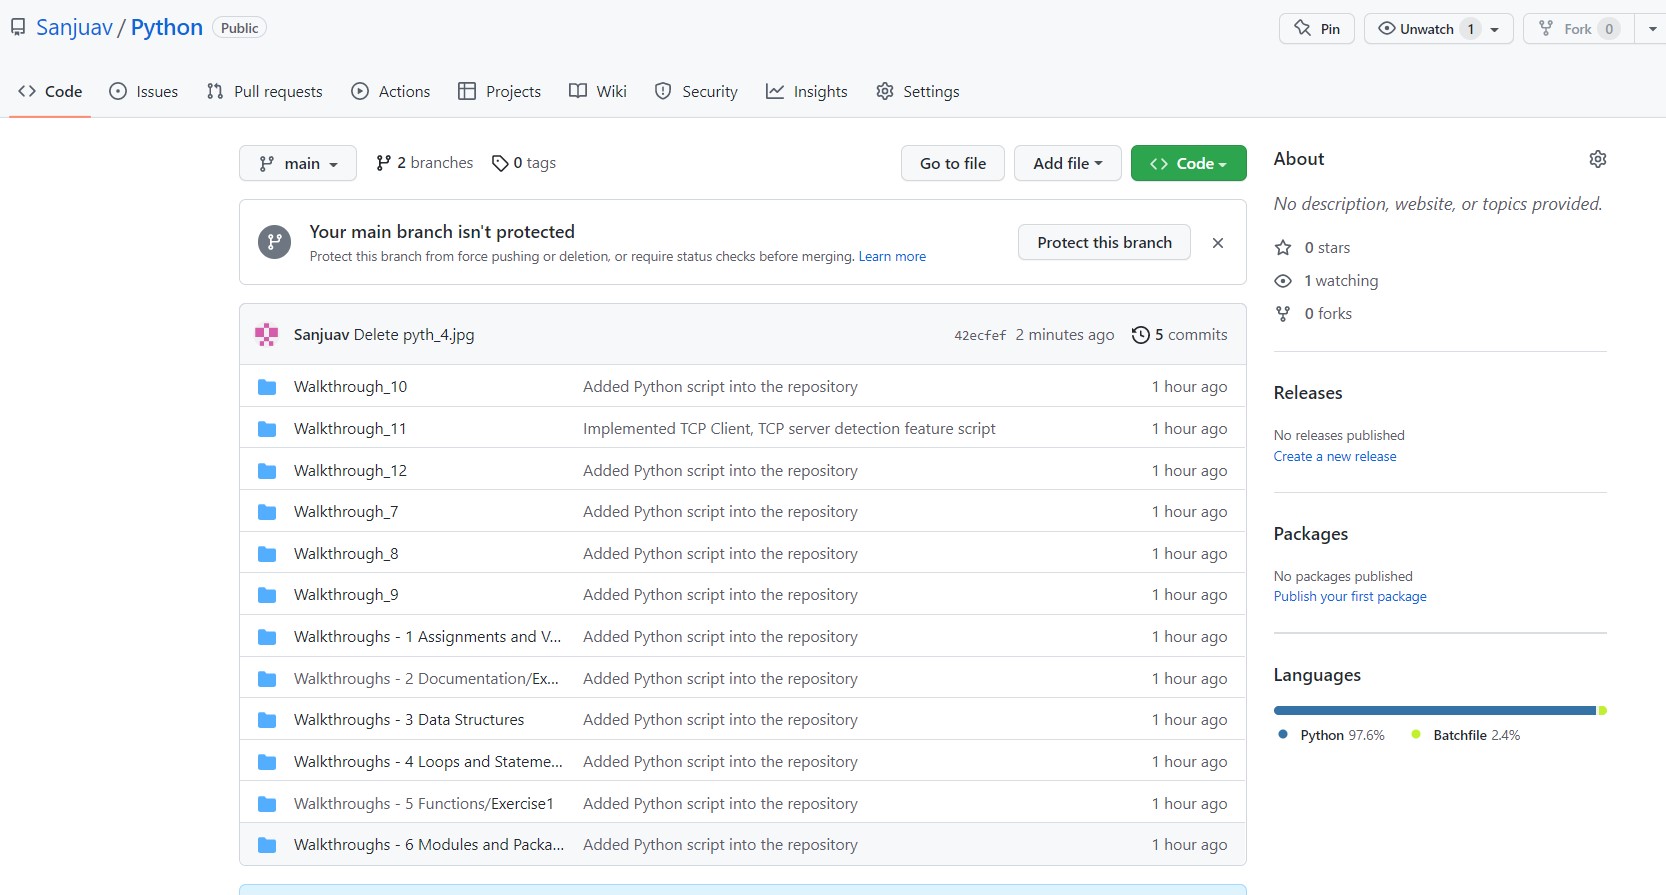 Sanjuav / Python Public
Pin Unwatch 1 Fork 0
Code Issues Pull requests Actions Projects Wiki Security Insights Settings
main 2 branches 0 tags Go to file Add file Code
Your main branch isn't protected
Protect this branch from force pushing or deletion, or require status checks before merging. Learn more
Protect this branch
Sanjuav Delete pyth_4.jpg 42ecfef 2 minutes ago 5 commits
Walkthrough_10 Added Python script into the repository 1 hour ago
Walkthrough_11 Implemented TCP Client, TCP server detection feature script 1 hour ago
Walkthrough_12 Added Python script into the repository 1 hour ago
Walkthrough_7 Added Python script into the repository 1 hour ago
Walkthrough_8 Added Python script into the repository 1 hour ago
Walkthrough_9 Added Python script into the repository 1 hour ago
Walkthroughs - 1 Assignments and V... Added Python script into the repository 1 hour ago
Walkthroughs - 2 Documentation/Ex... Added Python script into the repository 1 hour ago
Walkthroughs - 3 Data Structures Added Python script into the repository 1 hour ago
Walkthroughs - 4 Loops and Stateme... Added Python script into the repository 1 hour ago
Walkthroughs - 5 Functions/Exercise1 Added Python script into the repository 1 hour ago
Walkthroughs - 6 Modules and Packa... Added Python script into the repository 1 hour ago
About
No description, website, or topics provided.
0 stars
1 watching
0 forks
Releases
No releases published
Create a new release
Packages
No packages published
Publish your first package
Languages
Python 97.6% Batchfile 2.4%